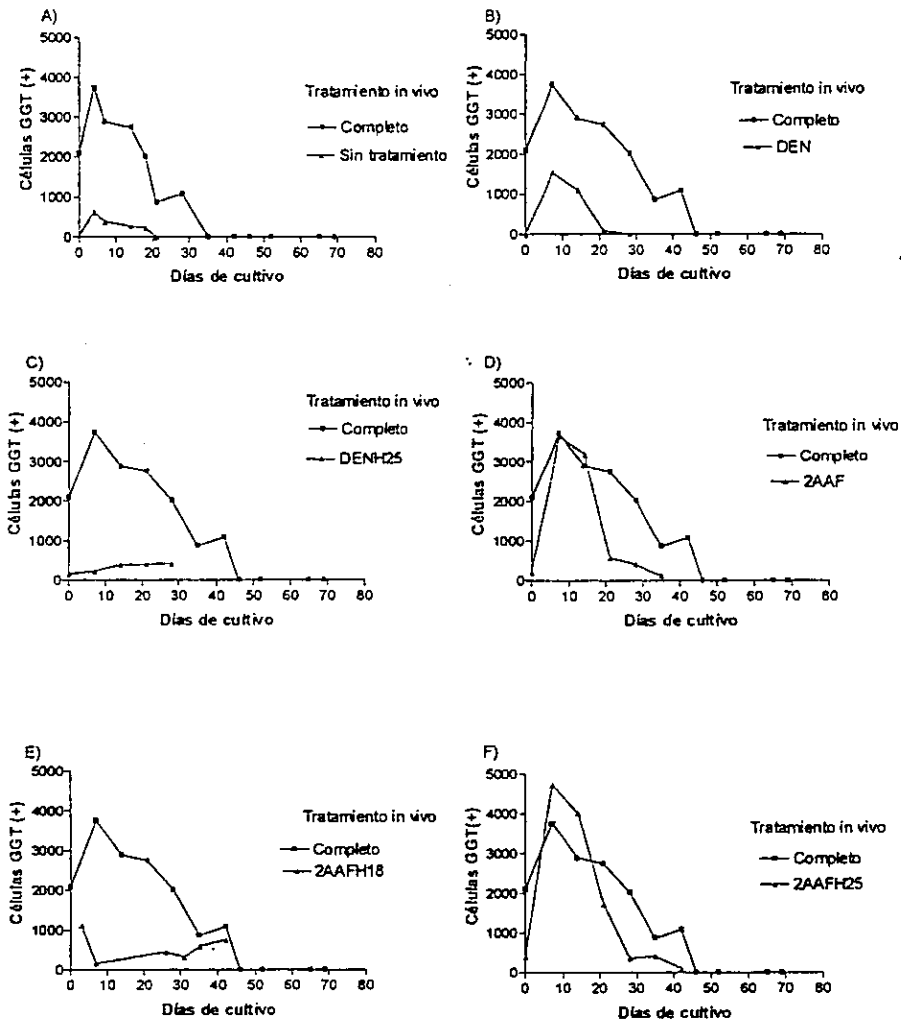 A)
Células GGT (+)
5000
4000
3000
2000
1000
0
0 10 20 30 40 50 60 70 80
Días de cultivo
Tratamiento in vivo
Completo
Sin tratamiento
B)
Células GGT (+)
5000
4000
3000
2000
1000
0
0 10 20 30 40 50 60 70 80
Días de cultivo
Tratamiento in vivo
Completo
DEN
C)
Células GGT (+)
5000
4000
3000
2000
1000
0
0 10 20 30 40 50 60 70 80
Días de cultivo
Tratamiento in vivo
Completo
DENH25
D)
Células GGT (+)
5000
4000
3000
2000
1000
0
0 10 20 30 40 50 60 70 80
Días de cultivo
Tratamiento in vivo
Completo
2AAF
E)
Células GGT (+)
5000
4000
3000
2000
1000
0
0 10 20 30 40 50 60 70 80
Días de cultivo
Tratamiento in vivo
Completo
2AAFH18
F)
Células GGT(+)
5000
4000
3000
2000
1000
0
0 10 20 30 40 50 60 70 80
Días de cultivo
Tratamiento in vivo
Completo
2AAFH25